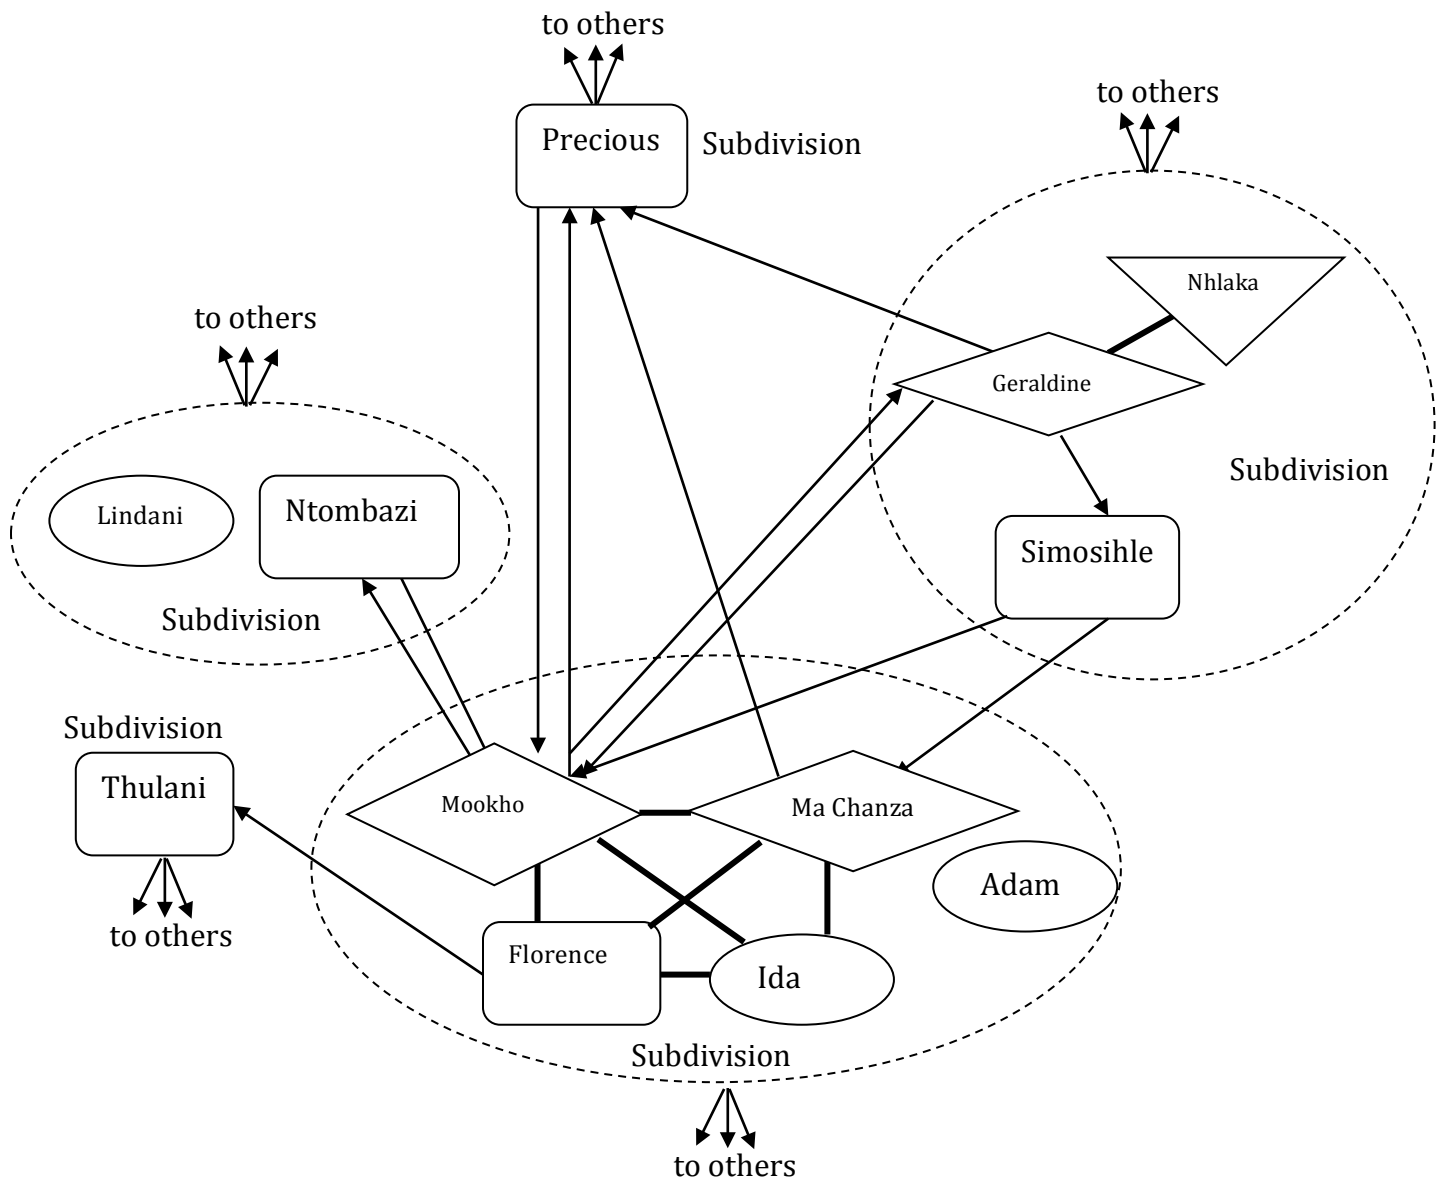 to others
to others
Precious
Subdivision
Nhlaka
to others
Geraldine
Subdivision
Lindani
Ntombazi
Simosihle
Subdivision
Subdivision
Thulani
Mookho
Ma Chanza
Adam
to others
Florence
Ida
Subdivision
to others